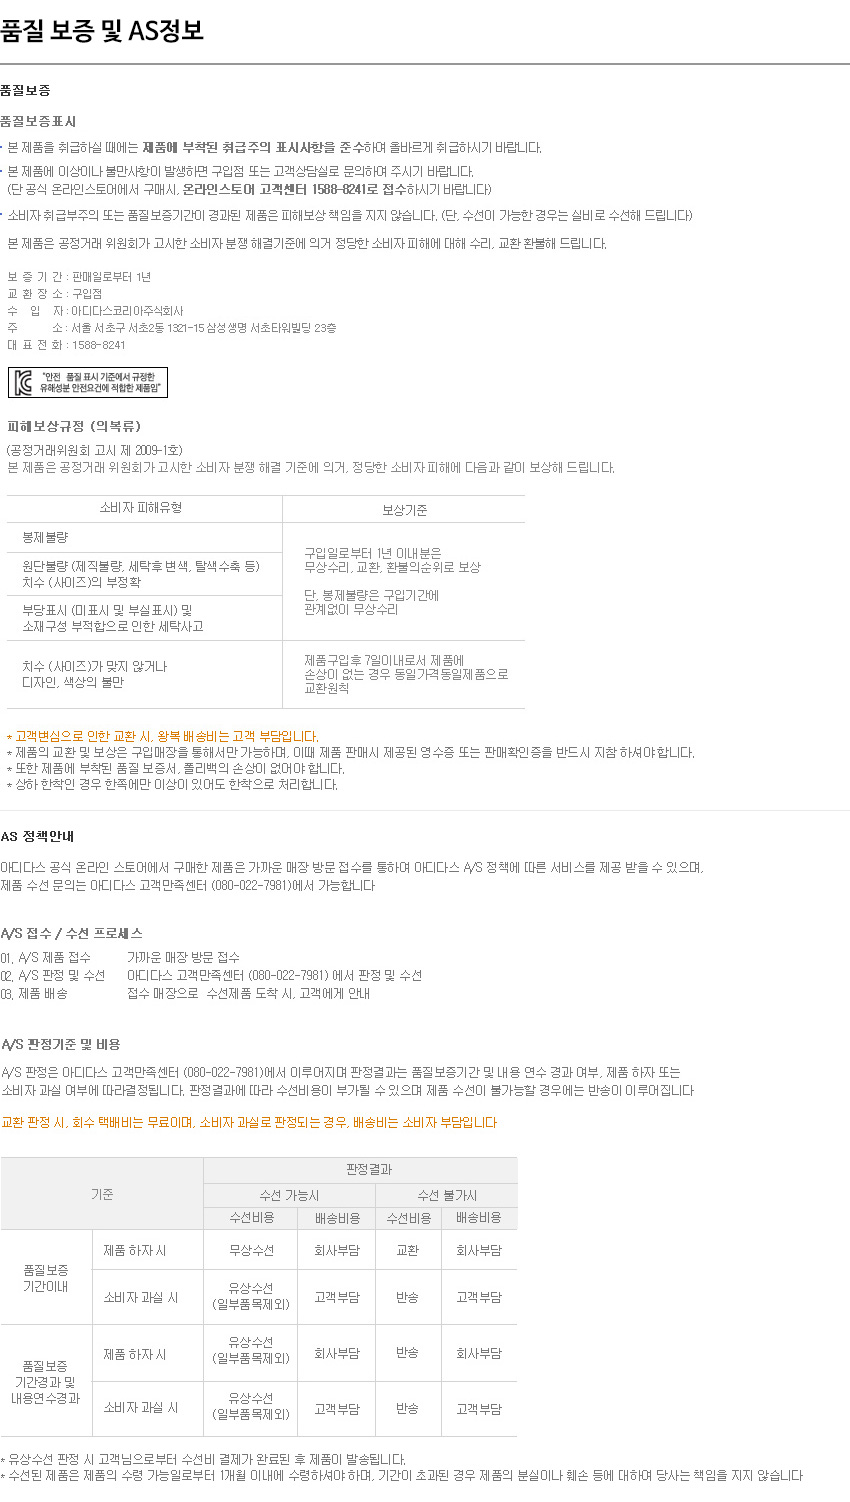 품질 보증 및 AS정보
품질보증
품질보증표시
본 제품을 취급하실 때에는 제품에 부착된 취급주의 표시사항을 준수하여 올바르게 취급하시기 바랍니다.
본 제품에 이상이나 불만사항이 발생하면 구입점 또는 고객상담실로 문의하여 주시기 바랍니다.
(단 공식 온라인스토어에서 구매시, 온라인스토어 고객센터 1588-8241로 접수하시기 바랍니다)
소비자 취급부주의 또는 품질보증기간이 경과된 제품은 피해보상 책임을 지지 않습니다. (단, 수선이 가능한 경우는 실비로 수선해 드립니다)
본 제품은 공정거래 위원회가 고시한 소비자 분쟁 해결기준에 의거 정당한 소비자 피해에 대해 수리, 교환 환불해 드립니다.
보 증 기 간 : 판매일로부터 1년
교 환 장 소 : 구입점
수 입 자 : 아디다스코리아주식회사
주 소 : 서울 서초구 서초2동 1321-15 삼성생명 서초타워빌딩 23층
대 표 전 화 : 1588-8241
"안전 품질 표시 기준에서 규정한
유해성분 안전요건에 적합한 제품임"
피해보상규정 (의복류)
(공정거래위원회 고시 제 2009-1호)
본 제품은 공정거래 위원회가 고시한 소비자 분쟁 해결 기준에 의거, 정당한 소비자 피해에 다음과 같이 보상해 드립니다.
소비자 피해유형
보상기준
봉제불량
원단불량 (제직불량, 세탁후 변색, 탈색수축 등)
치수 (사이즈)의 부정확
부당표시 (미표시 및 부실표시) 및
소재구성 부적합으로 인한 세탁사고
구입일로부터 1년 이내분은
무상수리, 교환, 환불의순위로 보상
단, 봉제불량은 구입기간에
관계없이 무상수리
치수 (사이즈)가 맞지 않거나
디자인, 색상의 불만
제품구입후 7일이내로서 제품에
손상이 없는 경우 동일가격동일제품으로
교환원칙
* 고객변심으로 인한 교환 시, 왕복 배송비는 고객 부담입니다.
* 제품의 교환 및 보상은 구입매장을 통해서만 가능하며, 이때 제품 판매시 제공된 영수증 또는 판매확인증을 반드시 지참 하셔야 합니다.
* 또한 제품에 부착된 품질 보증서, 폴리백의 손상이 없어야 합니다.
* 상하 한착인 경우 한쪽에만 이상이 있어도 한착으로 처리합니다.
AS 정책안내
아디다스 공식 온라인 스토어에서 구매한 제품은 가까운 매장 방문 접수를 통하여 아디다스 A/S 정책에 따른 서비스를 제공 받을 수 있으며,
제품 수선 문의는 아디다스 고객만족센터 (080-022-7981)에서 가능합니다
A/S 접수 / 수선 프로세스
01. A/S 제품 접수 가까운 매장 방문 접수
02. A/S 판정 및 수선 아디다스 고객만족센터 (080-022-7981) 에서 판정 및 수선
03. 제품 배송 접수 매장으로 수선제품 도착 시, 고객에게 안내
A/S 판정기준 및 비용
A/S 판정은 아디다스 고객만족센터 (080-022-7981)에서 이루어지며 판정결과는 품질보증기간 및 내용 연수 경과 여부, 제품 하자 또는
소비자 과실 여부에 따라결정됩니다. 판정결과에 따라 수선비용이 부가될 수 있으며 제품 수선이 불가능할 경우에는 반송이 이루어집니다
교환 판정 시, 회수 택배비는 무료이며, 소비자 과실로 판정되는 경우, 배송비는 소비자 부담입니다
기준
판정결과
수선 가능시 수선 불가시
수선비용 배송비용 수선비용 배송비용
품질보증
기간이내
제품 하자 시 무상수선 회사부담 교환 회사부담
소비자 과실 시 유상수선
(일부품목제외) 고객부담 반송 고객부담
품질보증
기간경과 및
내용연수경과
제품 하자 시 유상수선
(일부품목제외) 회사부담 반송 회사부담
소비자 과실 시 유상수선
(일부품목제외) 고객부담 반송 고객부담
* 유상수선 판정 시 고객님으로부터 수선비 결제가 완료된 후 제품이 발송됩니다.
* 수선된 제품은 제품의 수령 가능일로부터 1개월 이내에 수령하셔야 하며, 기간이 초과된 경우 제품의 분실이나 훼손 등에 대하여 당사는 책임을 지지 않습니다